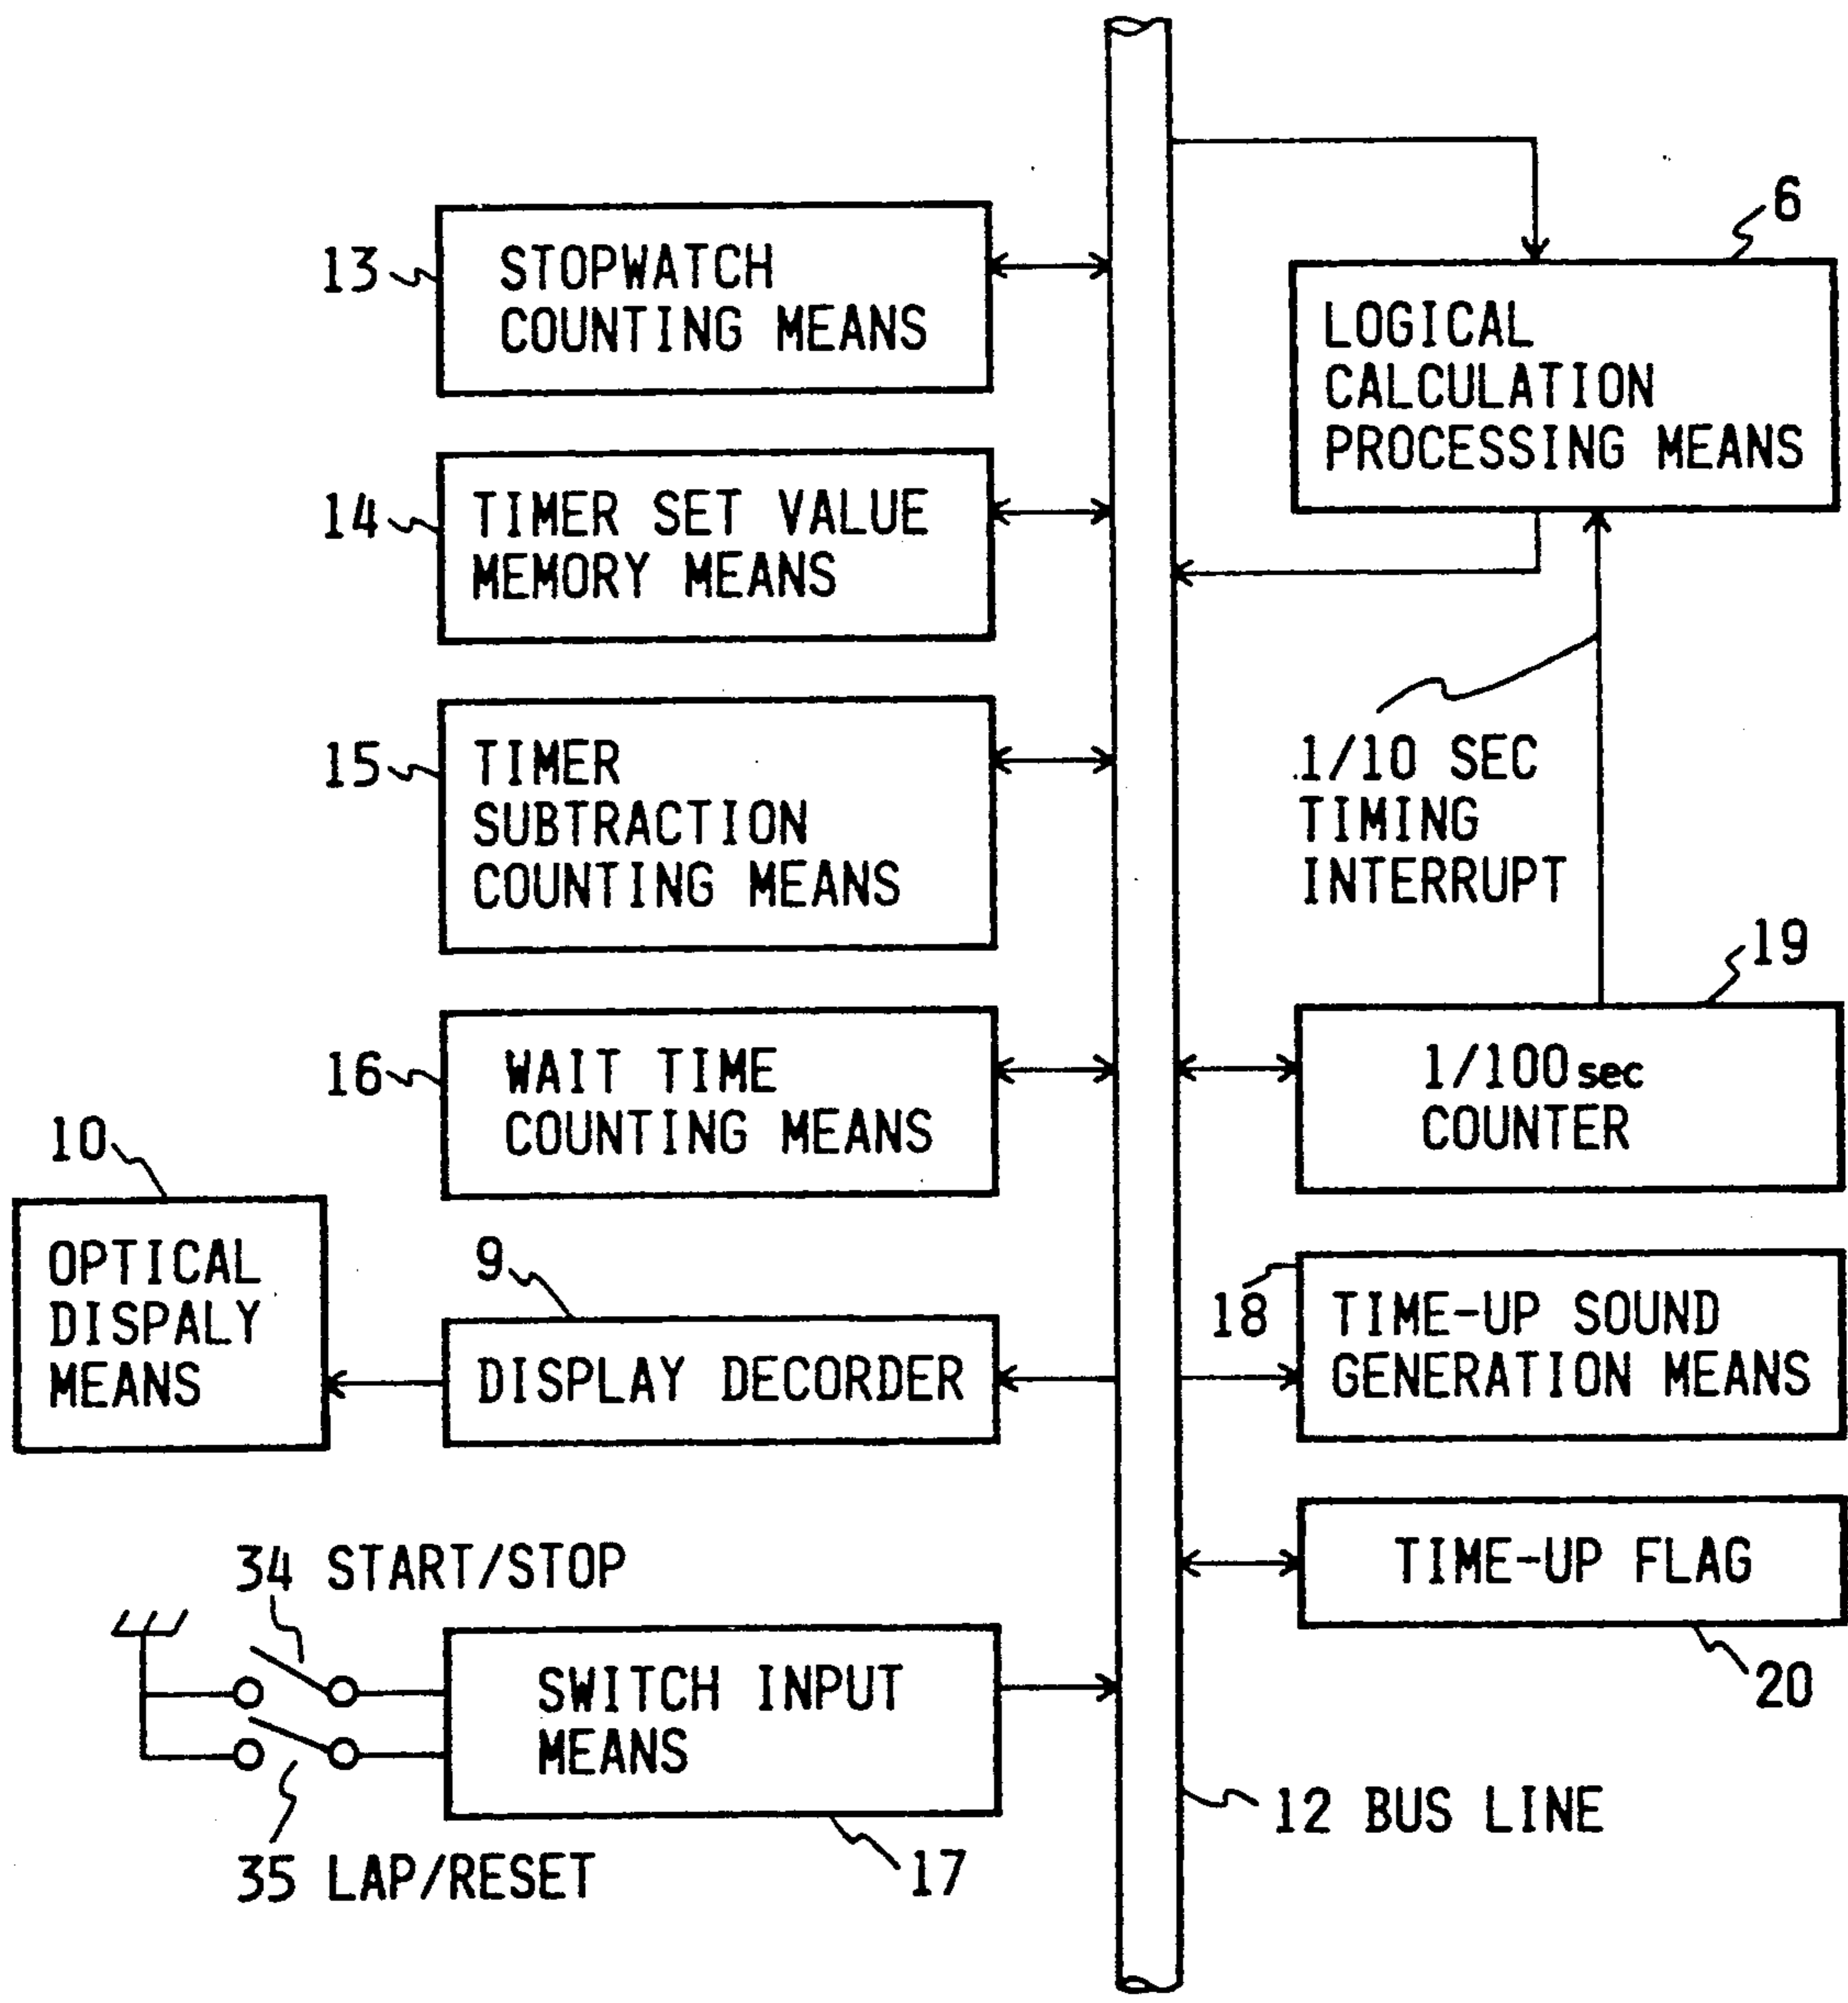 13
STOPWATCH
COUNTING MEANS
14
TIMER SET VALUE
MEMORY MEANS
15
TIMER
SUBTRACTION
COUNTING MEANS
16
WAIT TIME
COUNTING MEANS
10
OPTICAL
DISPALY
MEANS
9
DISPLAY DECORDER
34 START/STOP
35 LAP/RESET
SWITCH INPUT
MEANS
17
6
LOGICAL
CALCULATION
PROCESSING MEANS
1/10 SEC
TIMING
INTERRUPT
19
1/100sec
COUNTER
18
TIME-UP SOUND
GENERATION MEANS
TIME-UP FLAG
20
12 BUS LINE